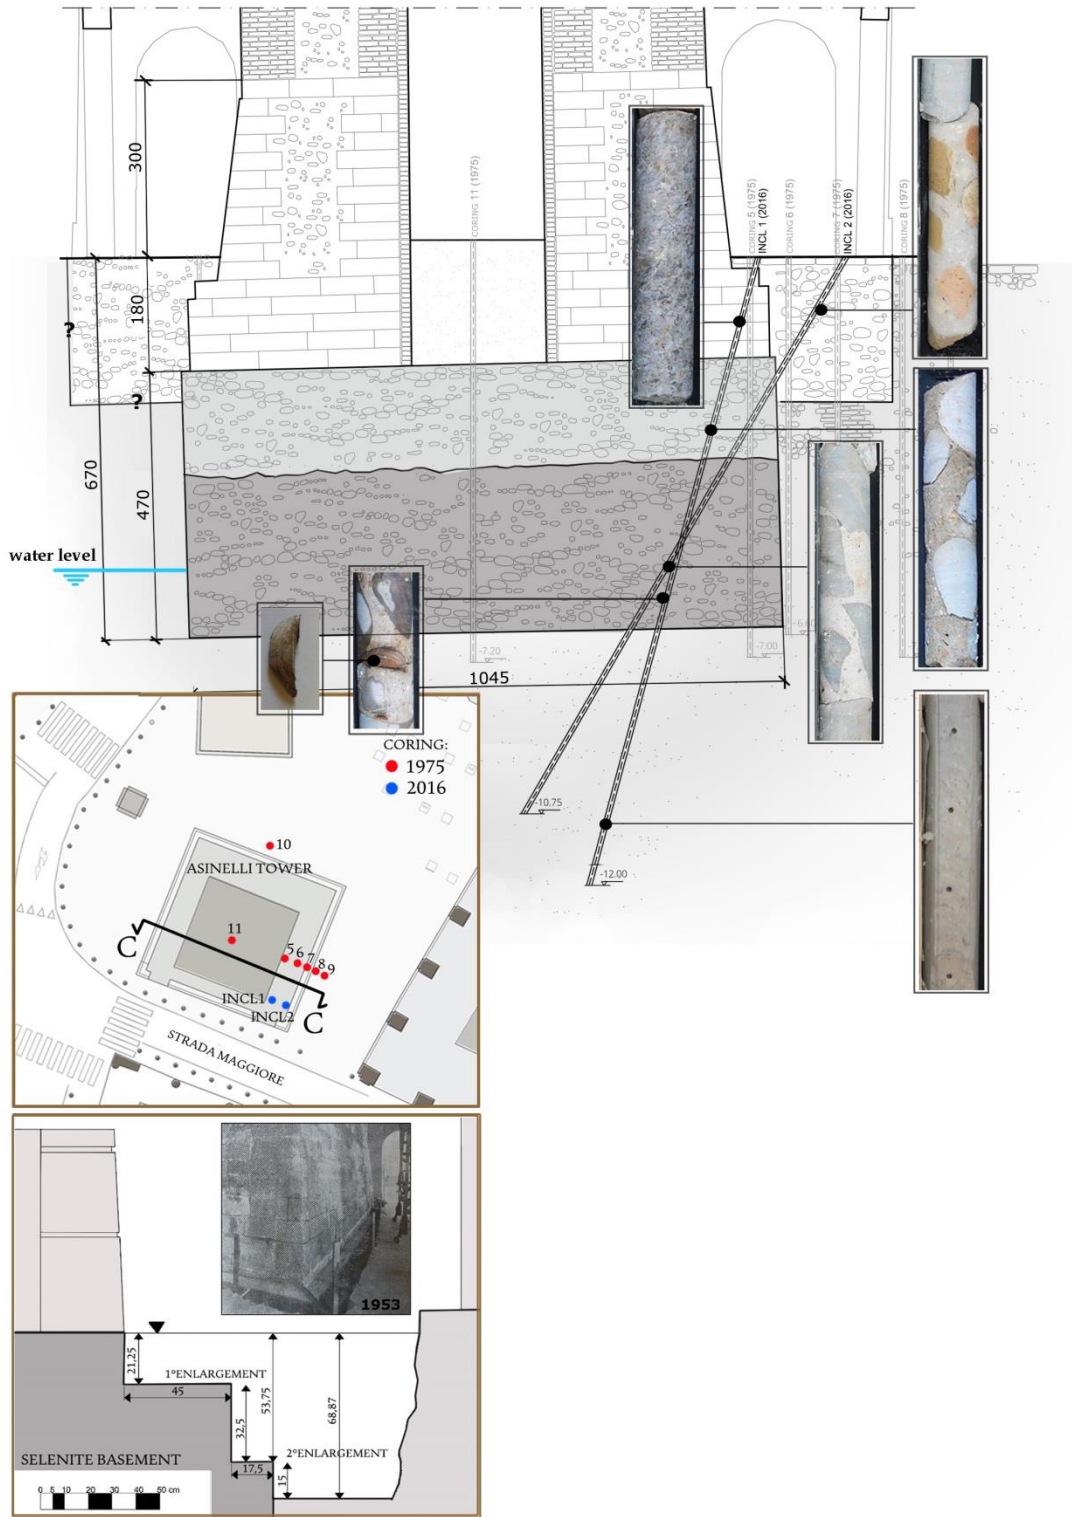 300
180
670
470
?
?
water level
CORING 11 (1975)
CORING 5 (1975)
INCL 1 (2016)
CORING 6 (1975)
CORING 7 (1975)
INCL 2 (2016)
CORING 8 (1975)
-7.20
-7.00
1045
-10.75
-12.00
CORING:
1975
2016
10
ASINELLI TOWER
11
5
6
7
8
9
C
INCL1
INCL2
C
STRADA MAGGIORE
1953
21,25
1°ENLARGEMENT
45
53,75
68,87
32,5
2°ENLARGEMENT
17,5
15
SELENITE BASEMENT
0 5 10 20 30 40 50 cm